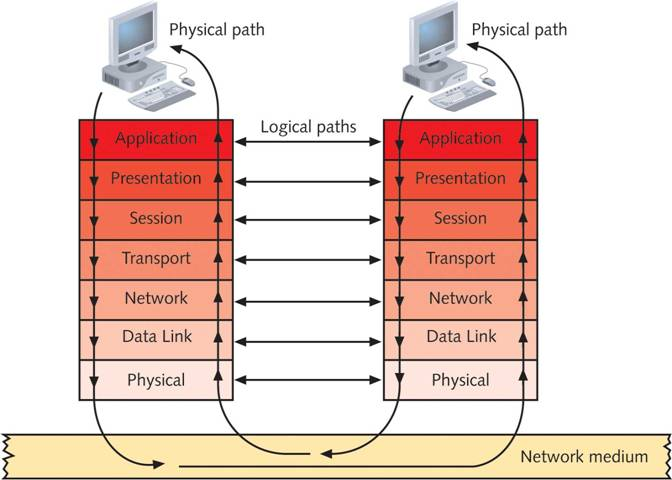 Physical path
Physical path
Logical paths
Application
Application
Presentation
Presentation
Session
Session
Transport
Transport
Network
Network
Data Link
Data Link
Physical
Physical
Network medium